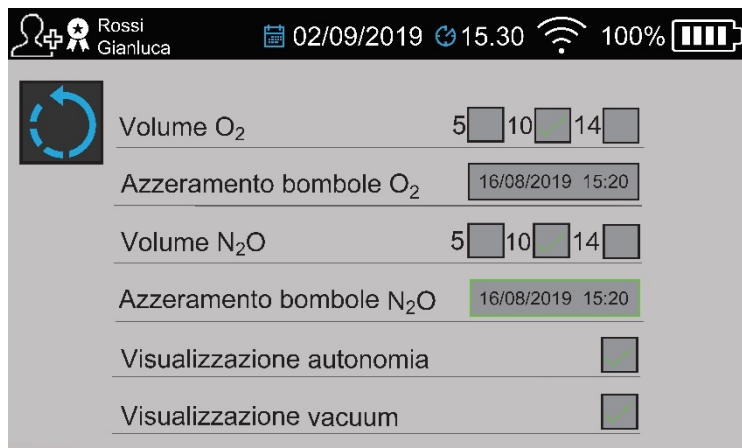 Rossi
Gianluca 02/09/2019 15.30 100%
Volume O₂ 5 10 14
Azzeramento bombole O₂ 16/08/2019 15:20
Volume N₂O 5 10 14
Azzeramento bombole N₂O 16/08/2019 15:20
Visualizzazione autonomia
Visualizzazione vacuum